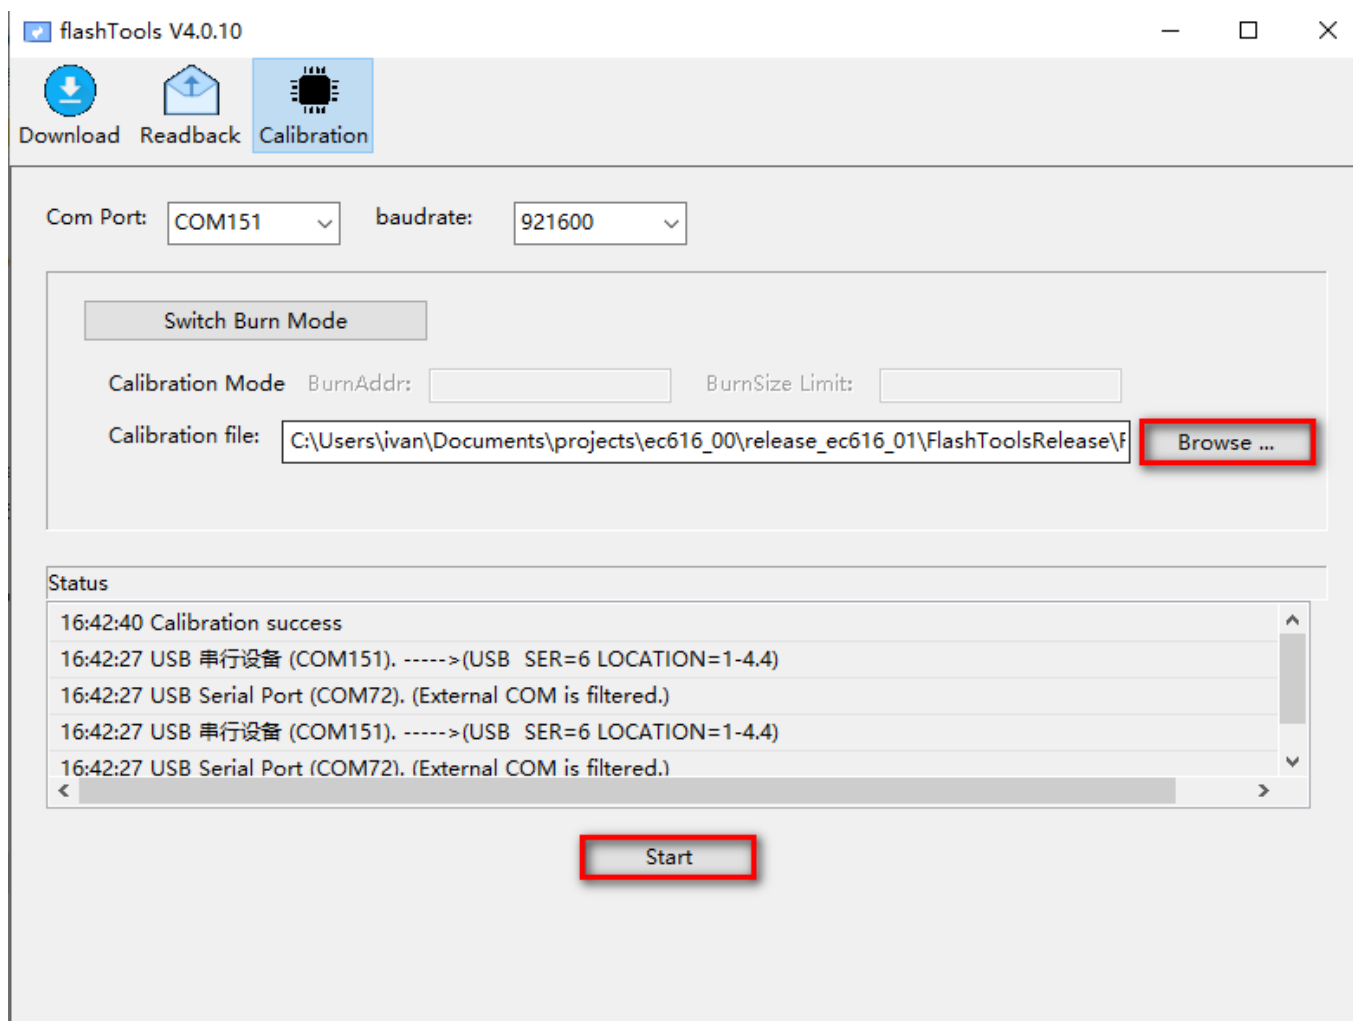 flashTools V4.0.10
Download Readback Calibration
Com Port: COM151 baudrate: 921600
Switch Burn Mode
Calibration Mode BurnAddr: BurnSize Limit:
Calibration file: C:\Users\ivan\Documents\projects\ec616_00\release_ec616_01\FlashToolsRelease\F Browse ...
Status
16:42:40 Calibration success
16:42:27 USB 串行设备 (COM151). ----->(USB  SER=6 LOCATION=1-4.4)
16:42:27 USB Serial Port (COM72). (External COM is filtered.)
16:42:27 USB 串行设备 (COM151). ----->(USB  SER=6 LOCATION=1-4.4)
16:42:27 USB Serial Port (COM72). (External COM is filtered.)
Start